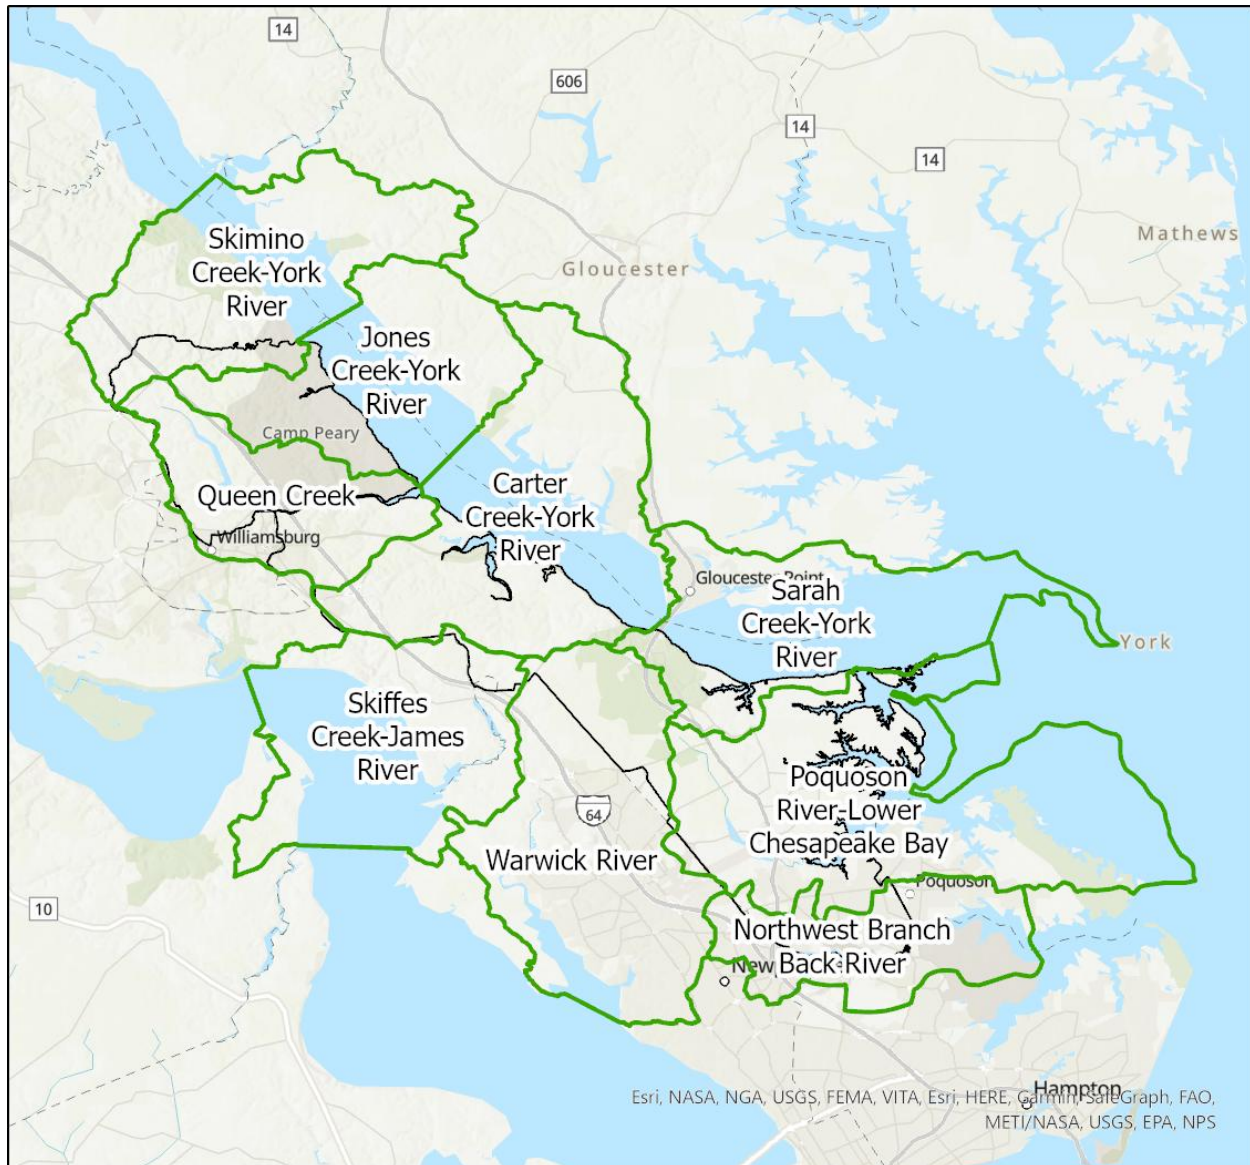 14
606
14
14
Mathews
Skimino
Creek-York
River
Gloucester
Jones
Creek-York
River
Camp Peary
Queen Creek
Carter
Creek-York
River
Williamsburg
Gloucester Point
Sarah
Creek-York
River
York
Skiffes
Creek-James
River
Poquoson
River-Lower
Chesapeake Bay
64
Warwick River
Poquoson
10
Northwest Branch
Back River
New
Hampton
Esri, NASA, NGA, USGS, FEMA, VITA, Esri, HERE, Garmin, SafeGraph, FAO,
METI/NASA, USGS, EPA, NPS